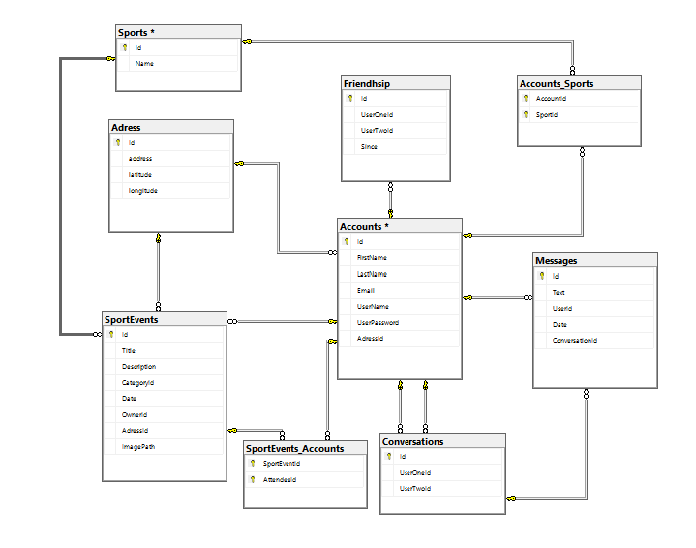 Sports *
Id
Name
Friendhsip
Id
UserOneId
UserTwoId
Since
Accounts_Sports
AccountId
SportId
Adress
Id
address
latitude
longitude
Accounts *
Id
FirstName
LastName
Email
UserName
UserPassword
AdressId
Messages
Id
Text
UserId
Date
ConversationId
SportEvents
Id
Title
Description
CategoryId
Date
OwnerId
AdressId
ImagePath
SportEvents_Accounts
SportEventId
AttendesId
Conversations
Id
UserOneId
UserTwoId